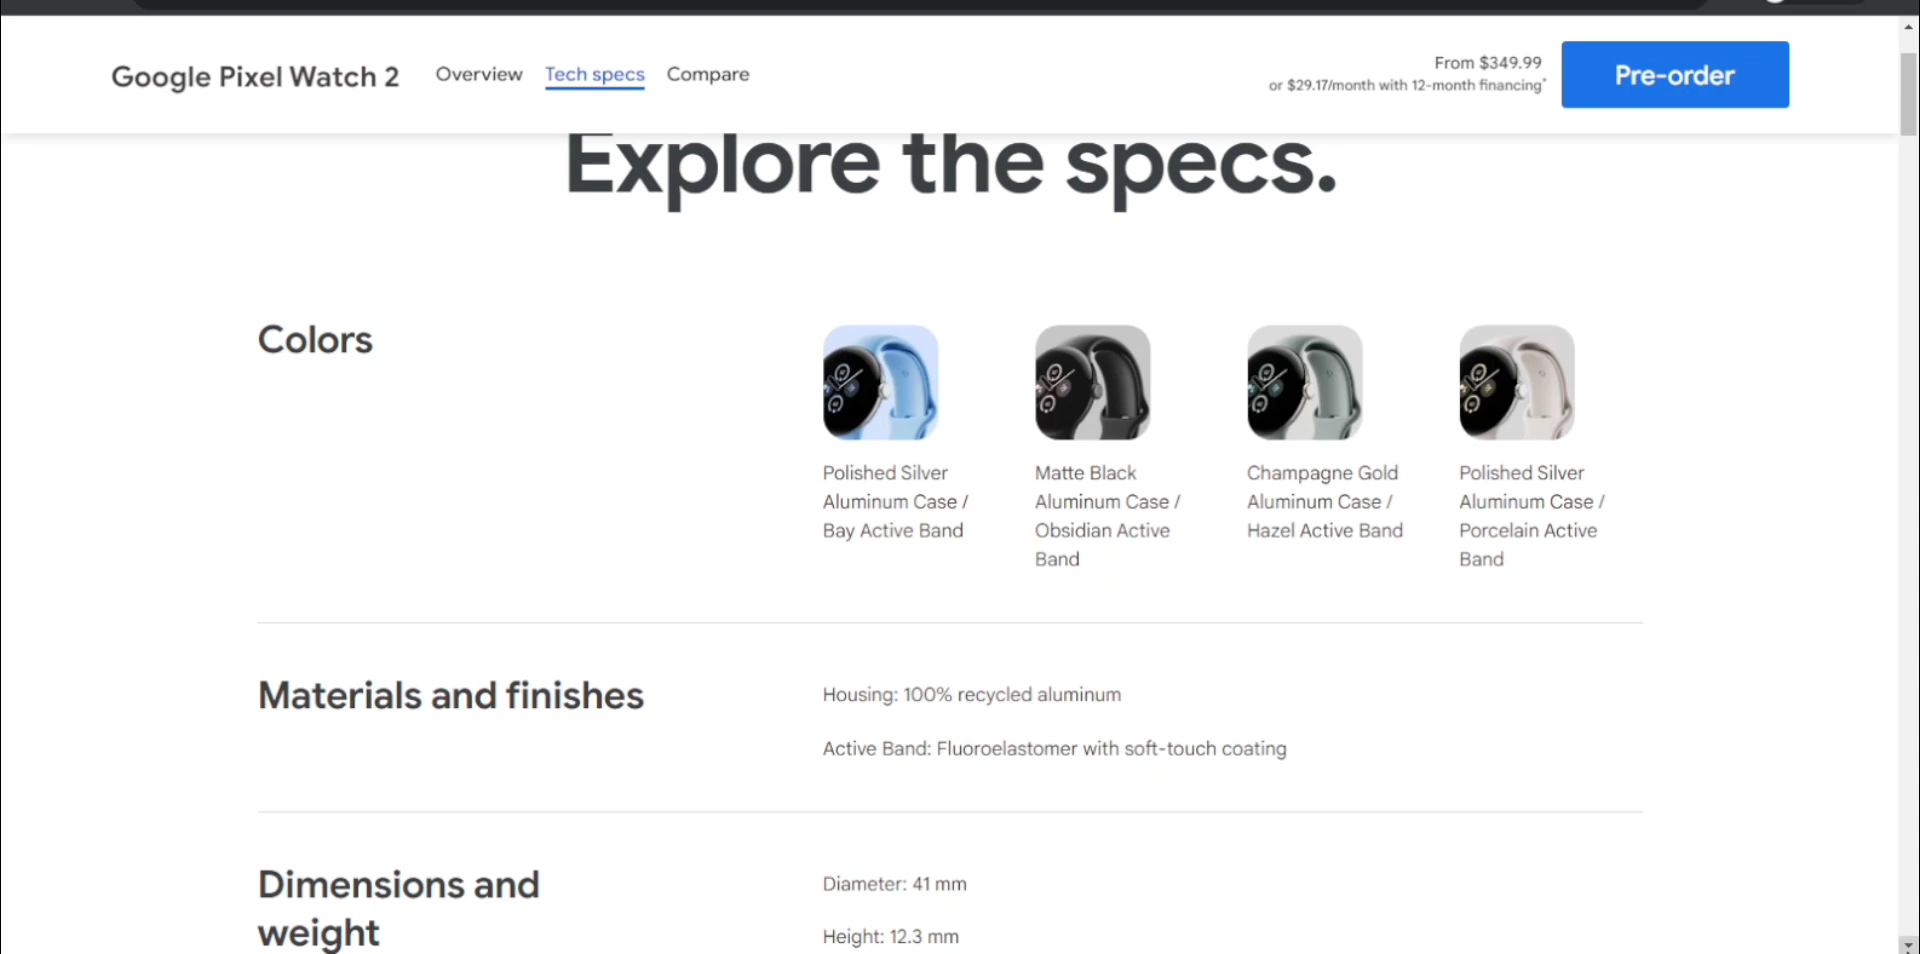 Google Pixel Watch 2
Overview
Tech specs
Compare
From $349.99
or $29.17/month with 12-month financing*
Pre-order
Explore the specs.
Colors
Polished Silver
Aluminum Case /
Bay Active Band
Matte Black
Aluminum Case /
Obsidian Active
Band
Champagne Gold
Aluminum Case /
Hazel Active Band
Polished Silver
Aluminum Case /
Porcelain Active
Band
Materials and finishes
Housing: 100% recycled aluminum
Active Band: Fluoroelastomer with soft-touch coating
Dimensions and
weight
Diameter: 41 mm
Height: 12.3 mm